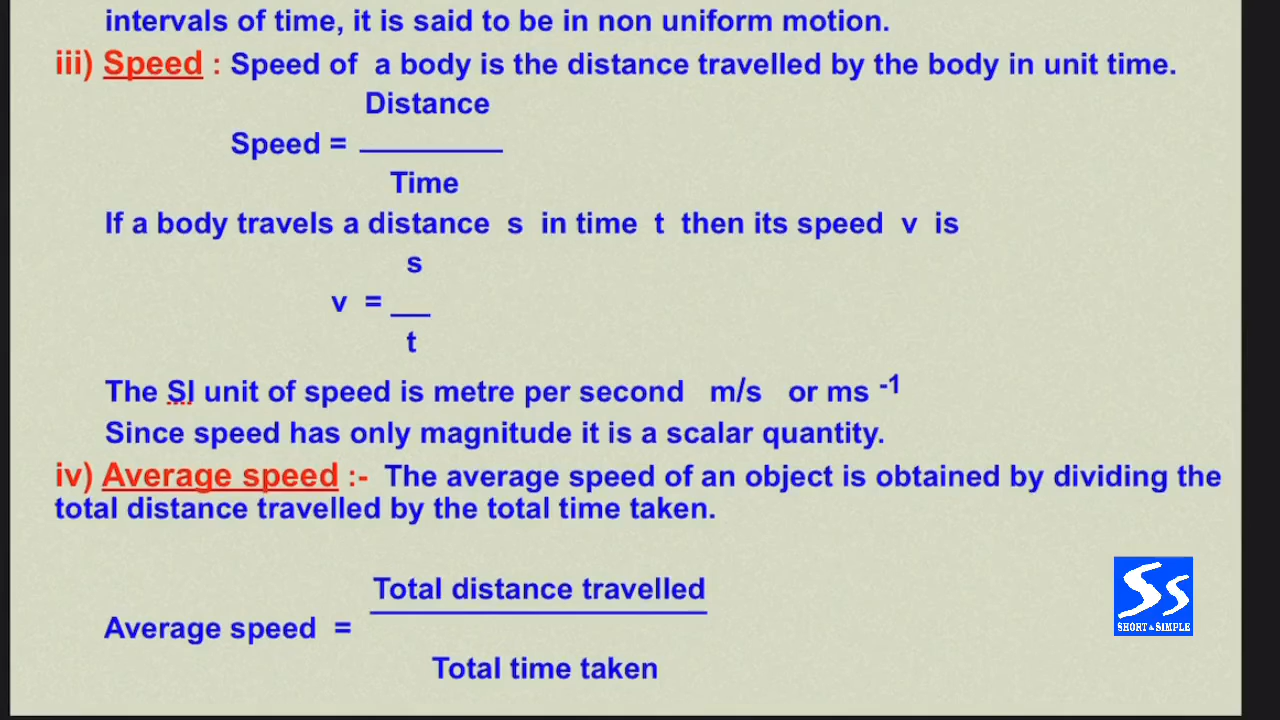 intervals of time, it is said to be in non uniform motion.
iii) Speed : Speed of a body is the distance travelled by the body in unit time.
Distance
Speed =
Time
If a body travels a distance s in time t then its speed v is
s
v =
t
The SI unit of speed is metre per second m/s or ms -1
Since speed has only magnitude it is a scalar quantity.
iv) Average speed :- The average speed of an object is obtained by dividing the
total distance travelled by the total time taken.
Total distance travelled
Average speed =
Total time taken
SS
SHORT & SIMPLE